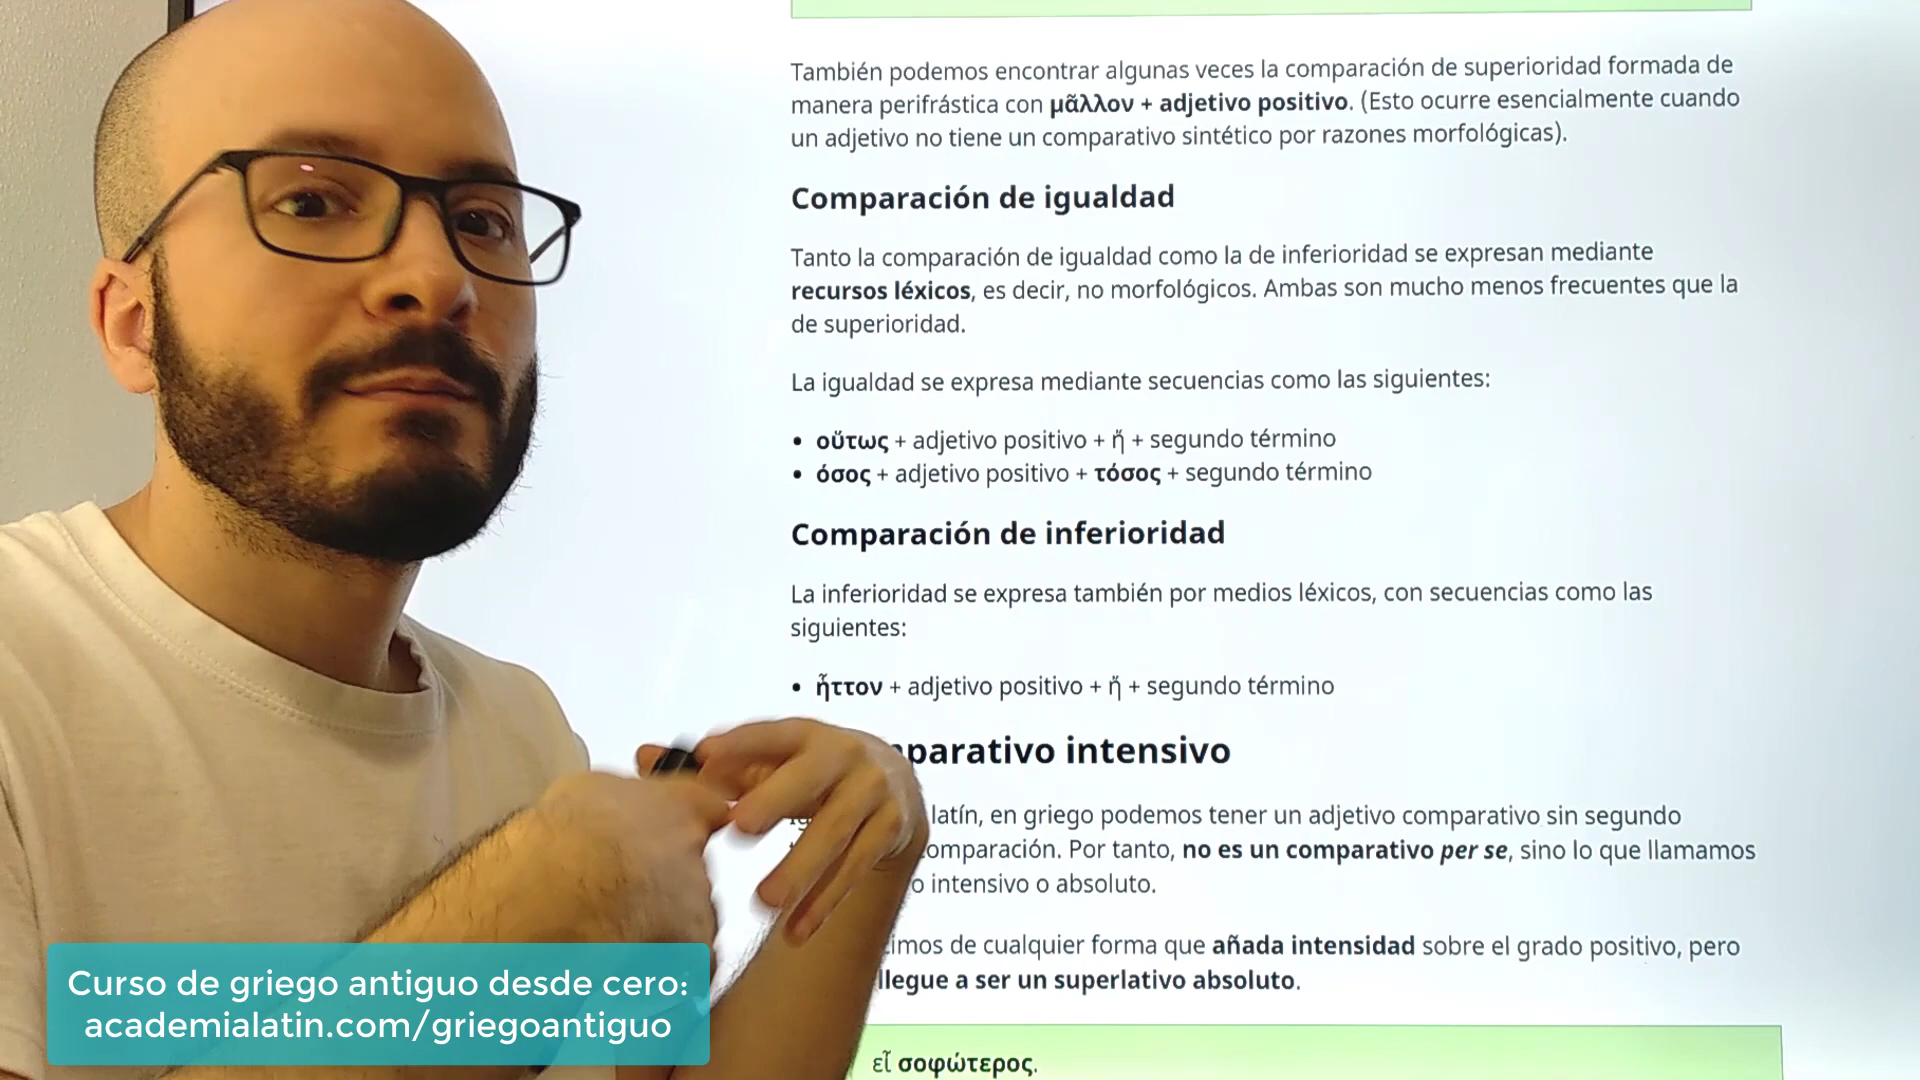 También podemos encontrar algunas veces la comparación de superioridad formada de
manera perifrástica con μᾶλλον + adjetivo positivo. (Esto ocurre esencialmente cuando
un adjetivo no tiene un comparativo sintético por razones morfológicas).
Comparación de igualdad
Tanto la comparación de igualdad como la de inferioridad se expresan mediante
recursos léxicos, es decir, no morfológicos. Ambas son mucho menos frecuentes que la
de superioridad.
La igualdad se expresa mediante secuencias como las siguientes:
• οὕτως + adjetivo positivo + ἤ + segundo término
• όσος + adjetivo positivo + τόσος + segundo término
Comparación de inferioridad
La inferioridad se expresa también por medios léxicos, con secuencias como las
siguientes:
• ἧττον + adjetivo positivo + ἤ + segundo término
parativo intensivo
latín, en griego podemos tener un adjetivo comparativo sin segundo
omparación. Por tanto, no es un comparativo per se, sino lo que llamamos
o intensivo o absoluto.
imos de cualquier forma que añada intensidad sobre el grado positivo, pero
llegue a ser un superlativo absoluto.
εἶ σοφώτερος.
Curso de griego antiguo desde cero:
academialatin.com/griegoantiguo